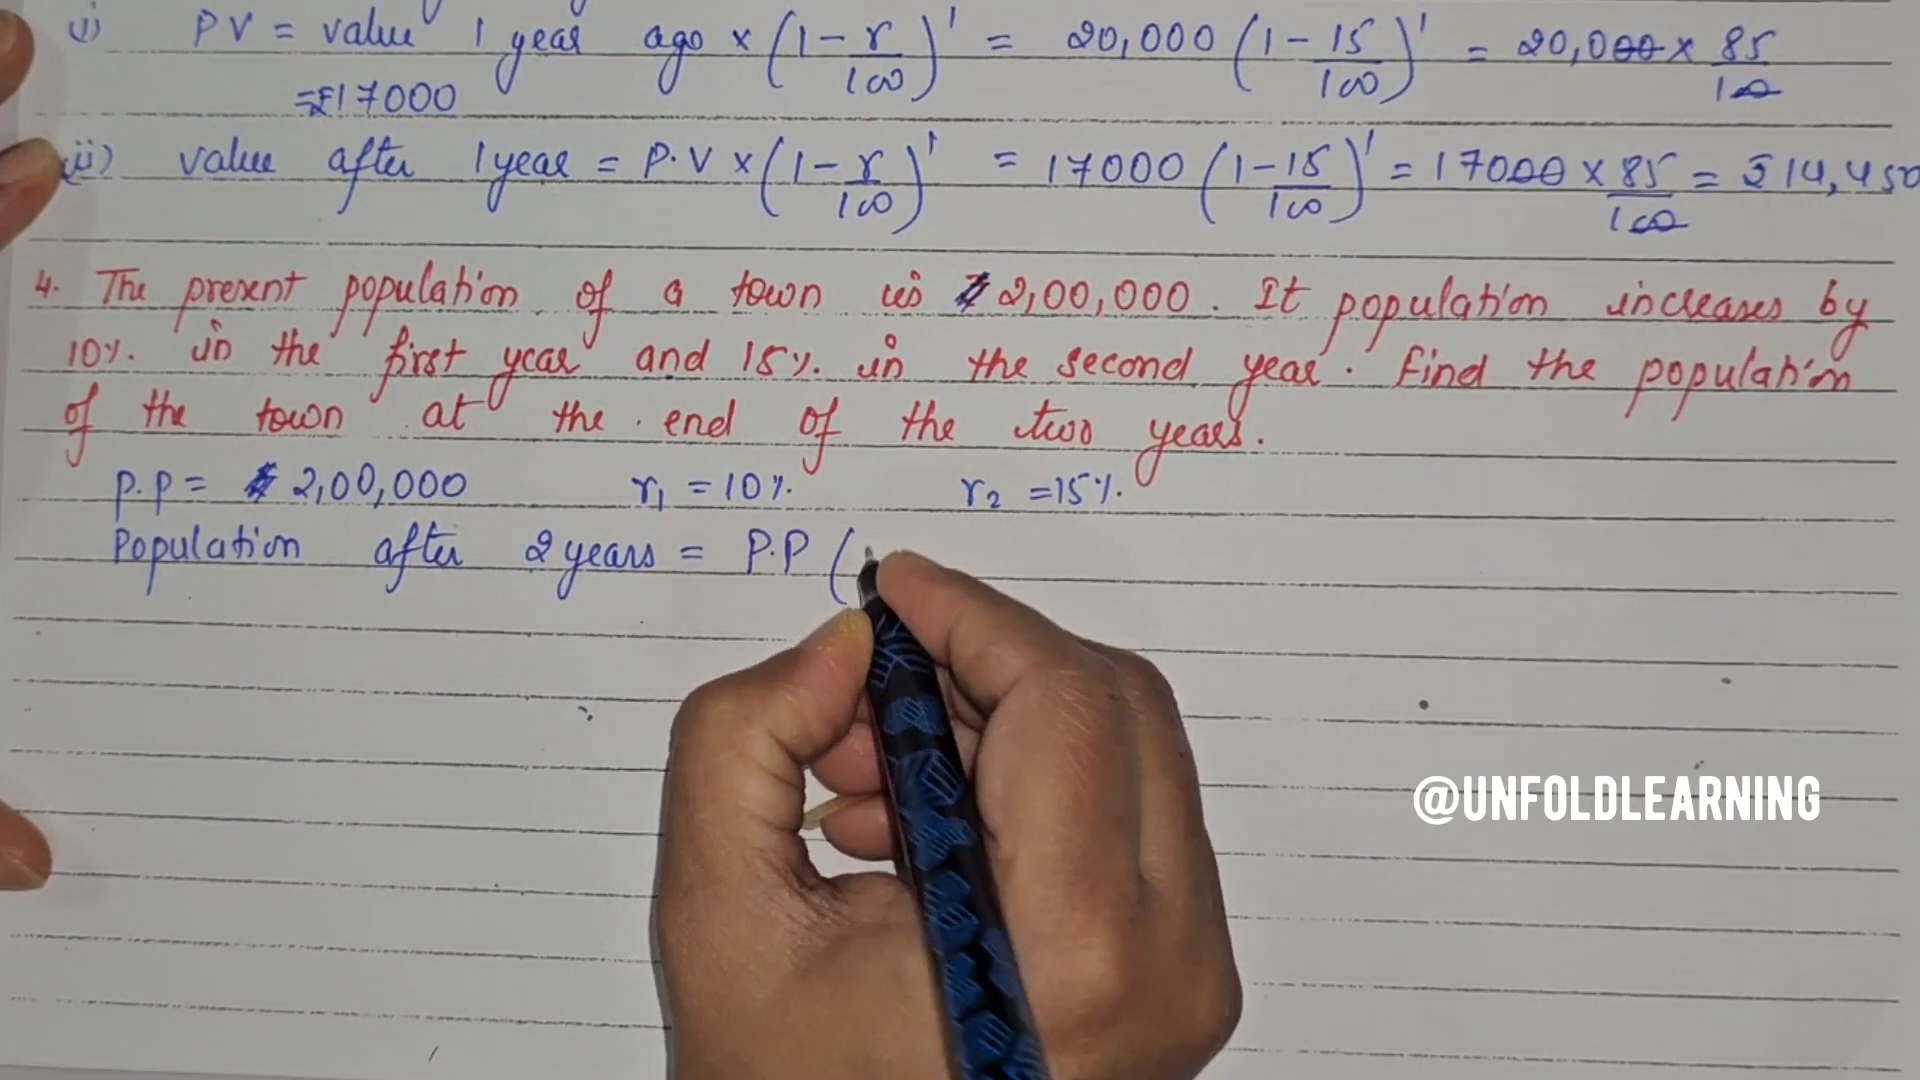 i) PV = value 1 year ago × (1 - r/100)¹ = 20,000 (1 - 15/100)¹ = 20,000 × 85/100
= ₹17000
ii) value after 1 year = P.V × (1 - r/100)¹ = 17000 (1 - 15/100)¹ = 17000 × 85/100 = ₹14,450
4. The present population of a town is 2,00,000. It population increases by
10%. in the first year and 15%. in the second year. Find the population
of the town at the end of the two years.
P.P = 2,00,000 r₁ = 10%. r₂ = 15%.
Population after 2 years = P.P (
@UNFOLDLEARNING